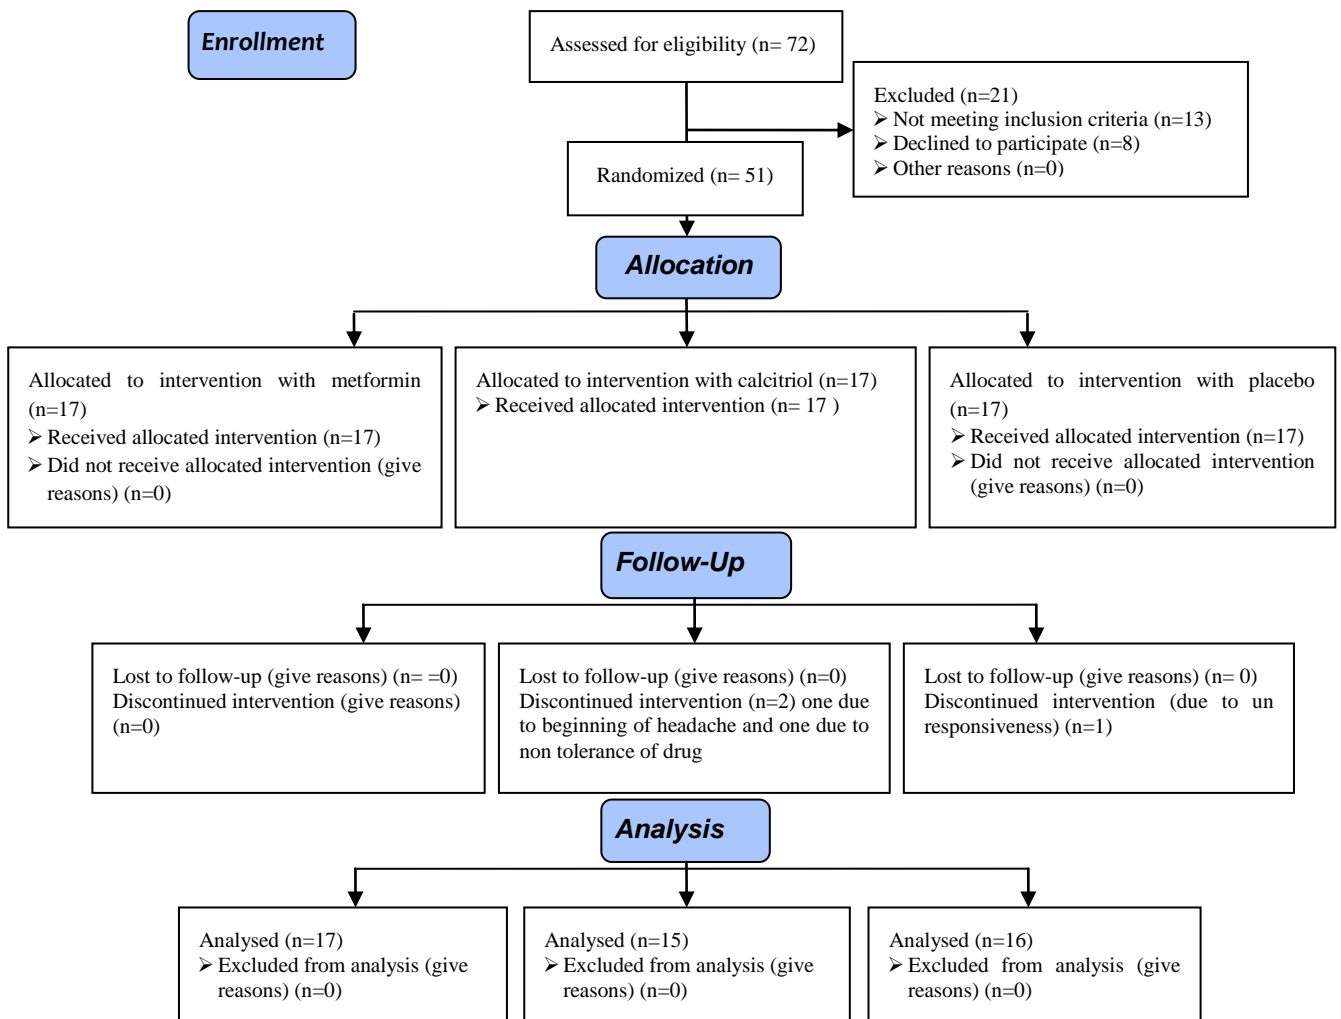 Enrollment
Assessed for eligibility (n= 72)
Excluded (n=21)
➢ Not meeting inclusion criteria (n=13)
➢ Declined to participate (n=8)
➢ Other reasons (n=0)
Randomized (n= 51)
Allocation
Allocated to intervention with metformin
(n=17)
➢ Received allocated intervention (n=17)
➢ Did not receive allocated intervention (give
reasons) (n=0)
Allocated to intervention with calcitriol (n=17)
➢ Received allocated intervention (n= 17 )
Allocated to intervention with placebo
(n=17)
➢ Received allocated intervention (n=17)
➢ Did not receive allocated intervention
(give reasons) (n=0)
Follow-Up
Lost to follow-up (give reasons) (n= =0)
Discontinued intervention (give reasons)
(n=0)
Lost to follow-up (give reasons) (n=0)
Discontinued intervention (n=2) one due
to beginning of headache and one due to
non tolerance of drug
Lost to follow-up (give reasons) (n= 0)
Discontinued intervention (due to un
responsiveness) (n=1)
Analysis
Analysed (n=17)
➢ Excluded from analysis (give
reasons) (n=0)
Analysed (n=15)
➢ Excluded from analysis (give
reasons) (n=0)
Analysed (n=16)
➢ Excluded from analysis (give
reasons) (n=0)